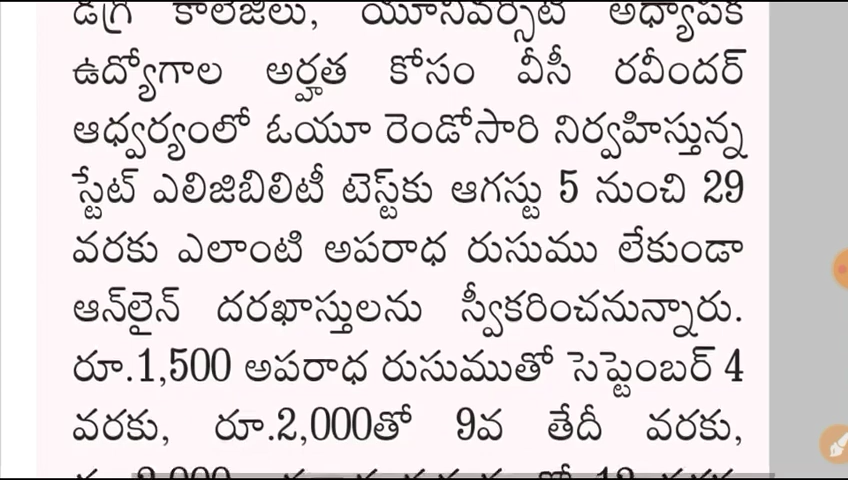 డిగ్రీ కాలేజీలు, యూనివర్సిటీ అధ్యాపక
ఉద్యోగాల అర్హత కోసం వీసీ రవీందర్
ఆధ్వర్యంలో ఓయూ రెండోసారి నిర్వహిస్తున్న
స్టేట్ ఎలిజిబిలిటీ టెస్ట్‌కు ఆగస్టు 5 నుంచి 29
వరకు ఎలాంటి అపరాధ రుసుము లేకుండా
ఆన్‌లైన్ దరఖాస్తులను స్వీకరించనున్నారు.
రూ.1,500 అపరాధ రుసుముతో సెప్టెంబర్ 4
వరకు, రూ.2,000తో 9వ తేదీ వరకు,